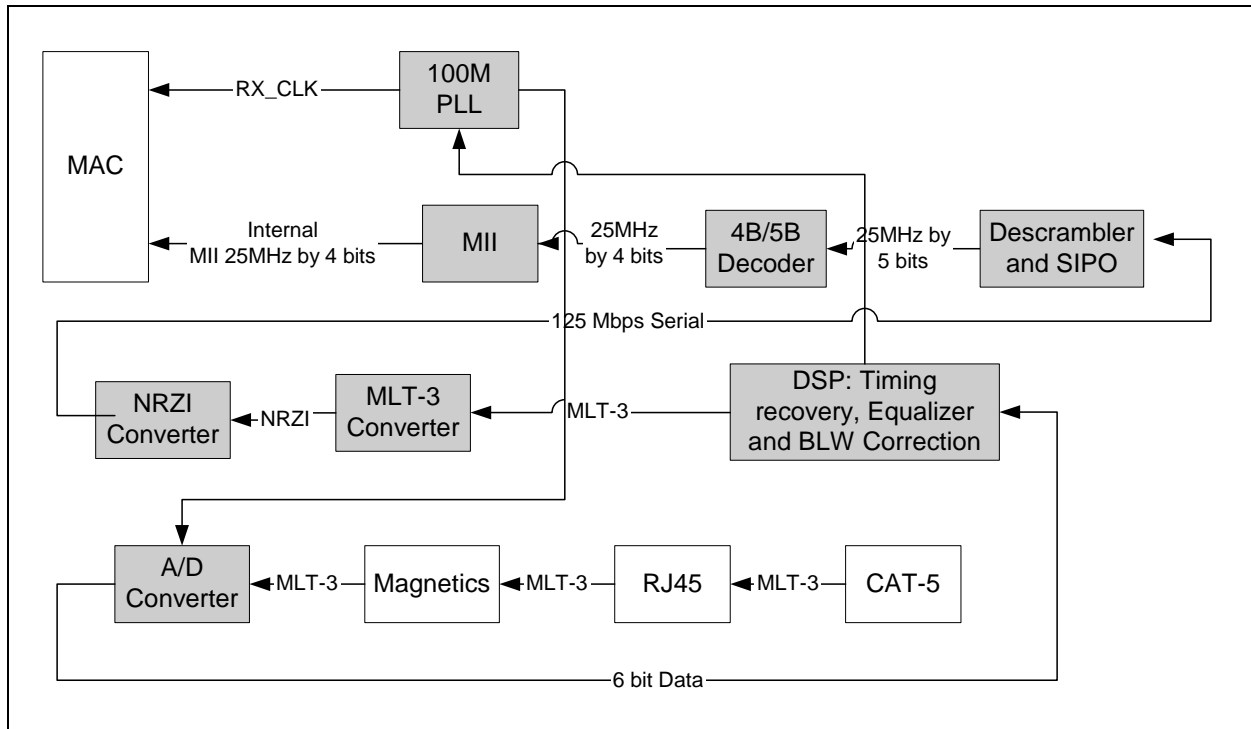 MAC
RX_CLK
100M
PLL
Internal
MII 25MHz by 4 bits
MII
25MHz
by 4 bits
4B/5B
Decoder
25MHz by
5 bits
Descrambler
and SIPO
125 Mbps Serial
NRZI
Converter
NRZI
MLT-3
Converter
MLT-3
DSP: Timing
recovery, Equalizer
and BLW Correction
A/D
Converter
MLT-3
Magnetics
MLT-3
RJ45
MLT-3
CAT-5
6 bit Data